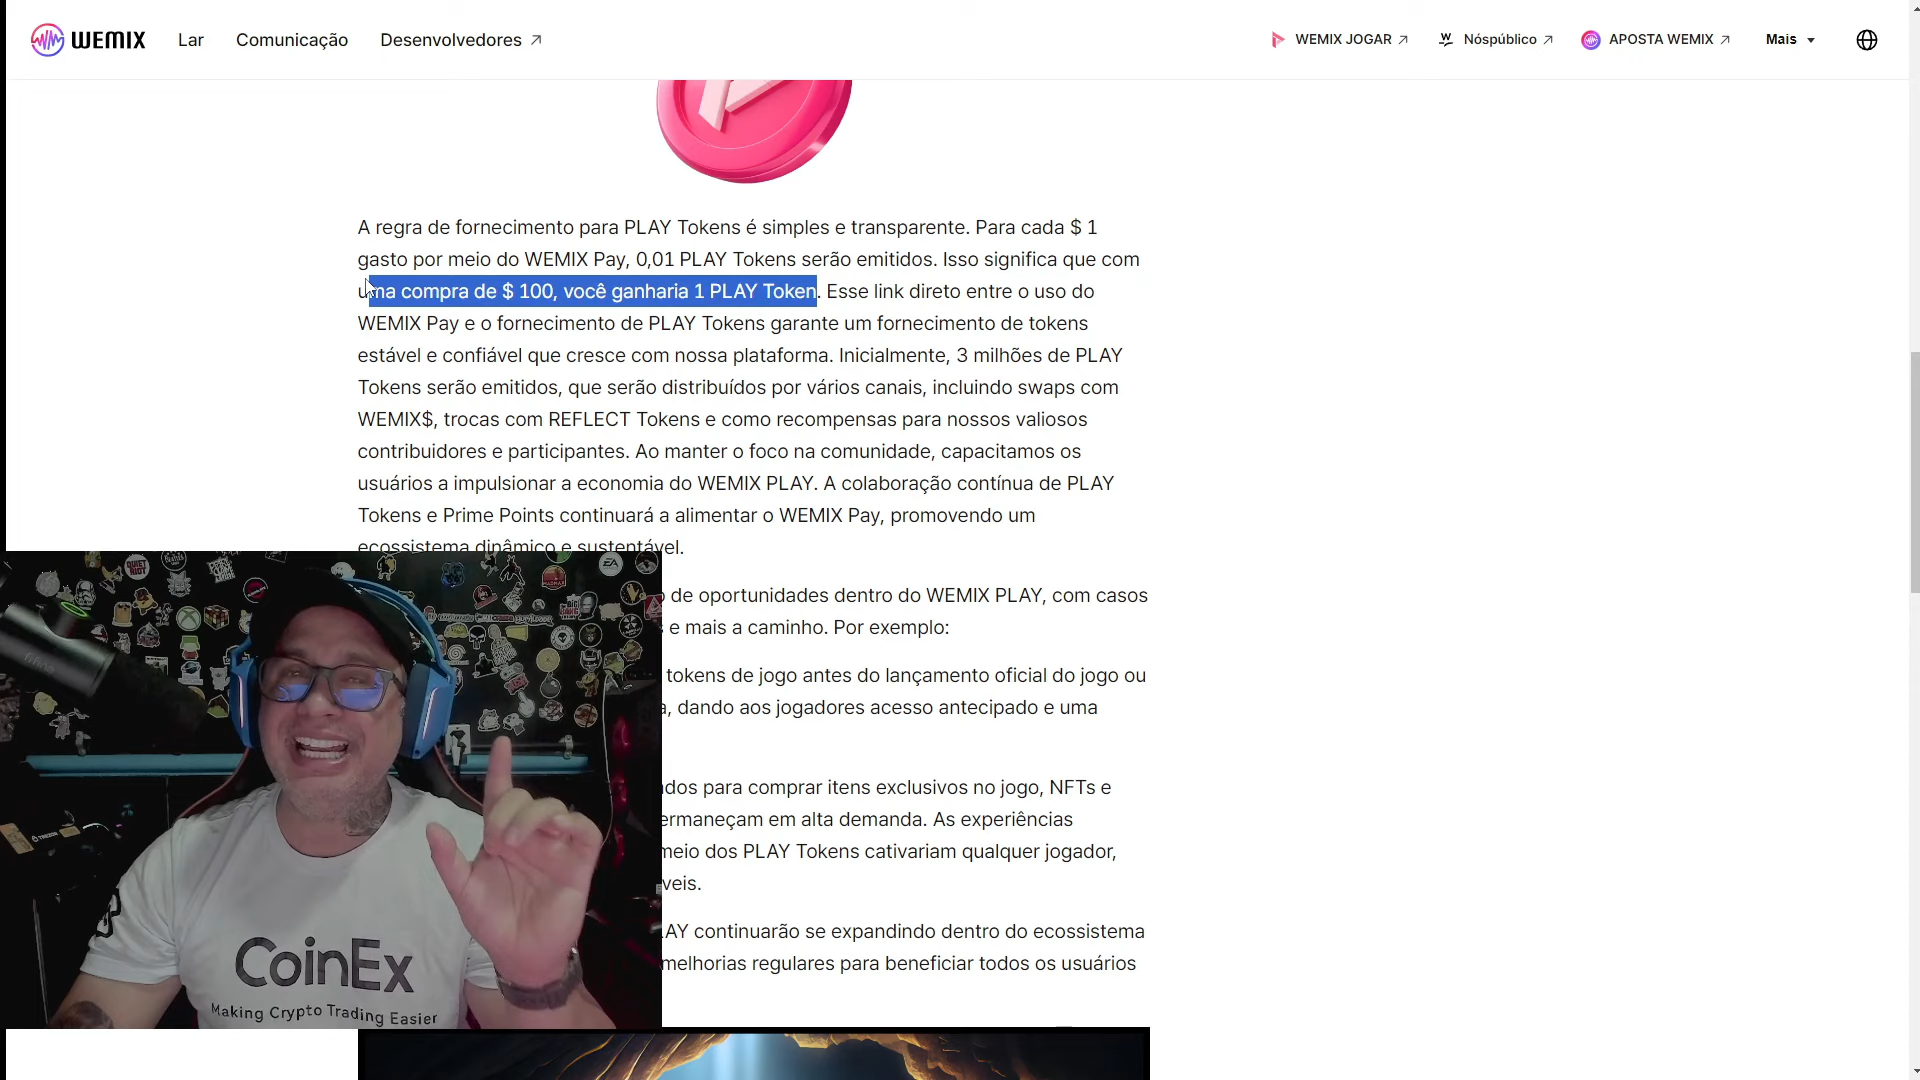 WEMIX
Lar
Comunicação
Desenvolvedores
WEMIX JOGAR
Nóspúblico
APOSTA WEMIX
Mais
A regra de fornecimento para PLAY Tokens é simples e transparente. Para cada $ 1
gasto por meio do WEMIX Pay, 0,01 PLAY Tokens serão emitidos. Isso significa que com
uma compra de $ 100, você ganharia 1 PLAY Token. Esse link direto entre o uso do
WEMIX Pay e o fornecimento de PLAY Tokens garante um fornecimento de tokens
estável e confiável que cresce com nossa plataforma. Inicialmente, 3 milhões de PLAY
Tokens serão emitidos, que serão distribuídos por vários canais, incluindo swaps com
WEMIX$, trocas com REFLECT Tokens e como recompensas para nossos valiosos
contribuidores e participantes. Ao manter o foco na comunidade, capacitamos os
usuários a impulsionar a economia do WEMIX PLAY. A colaboração contínua de PLAY
Tokens e Prime Points continuará a alimentar o WEMIX Pay, promovendo um
ecossistema dinâmico e sustentável.
de oportunidades dentro do WEMIX PLAY, com casos
e mais a caminho. Por exemplo:
tokens de jogo antes do lançamento oficial do jogo ou
, dando aos jogadores acesso antecipado e uma
dos para comprar itens exclusivos no jogo, NFTs e
ermaneçam em alta demanda. As experiências
meio dos PLAY Tokens cativariam qualquer jogador,
veis.
LAY continuarão se expandindo dentro do ecossistema
melhorias regulares para beneficiar todos os usuários
QUIET RIOT
EA
CoinEx
Making Crypto Trading Easier